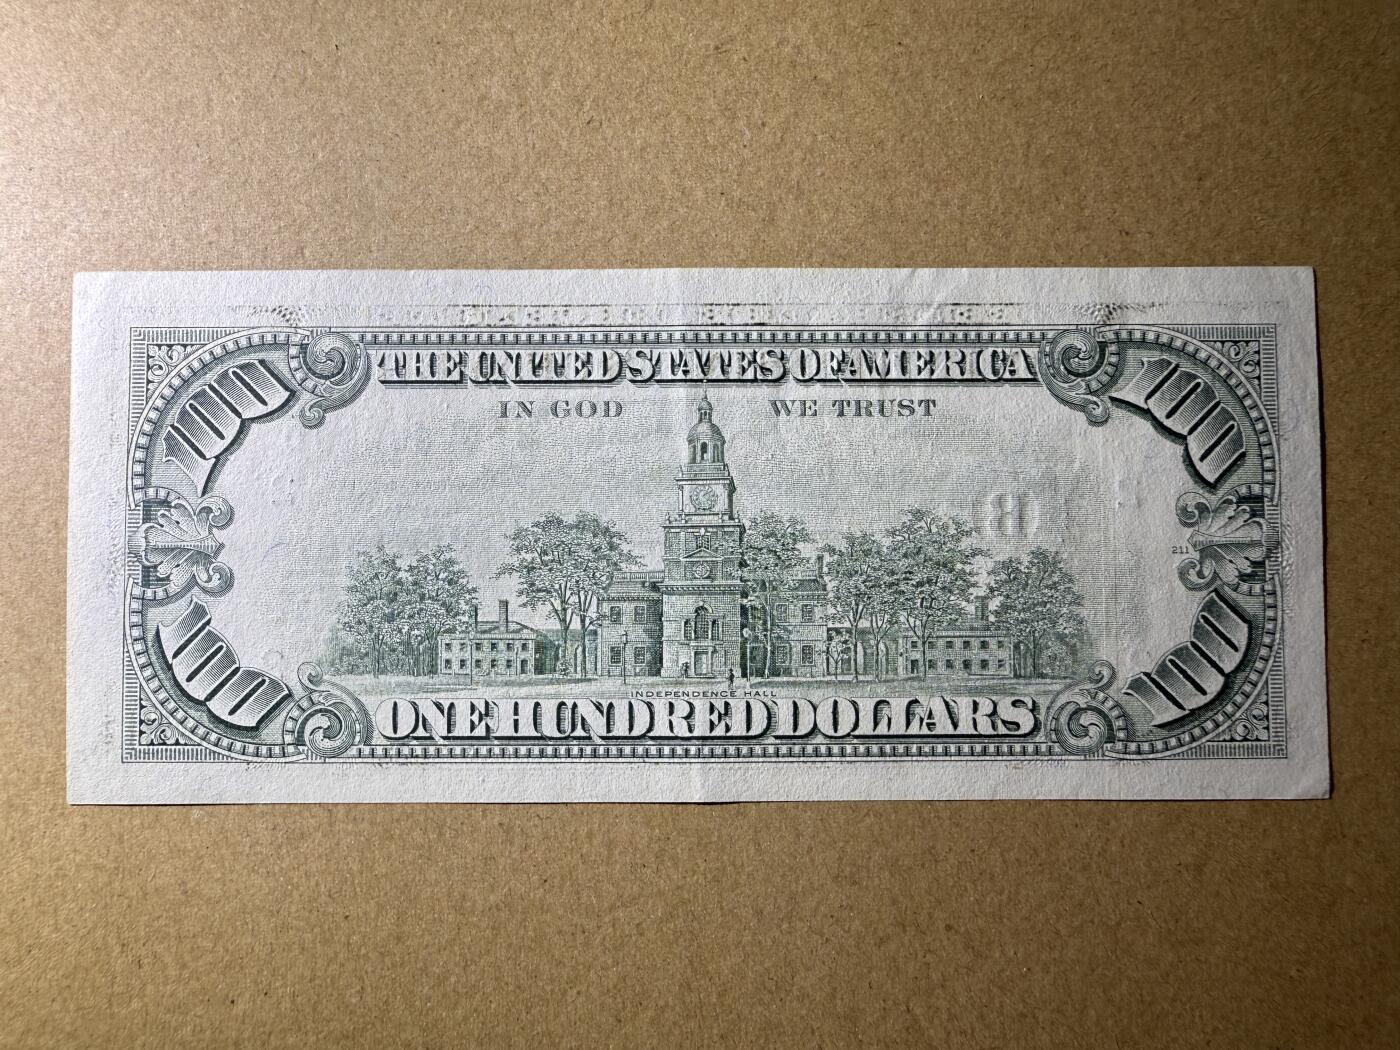 THE UNITED STATES OF AMERICA
100 100
IN GOD WE TRUST
211
INDEPENDENCE HALL
100 100
ONE HUNDRED DOLLARS